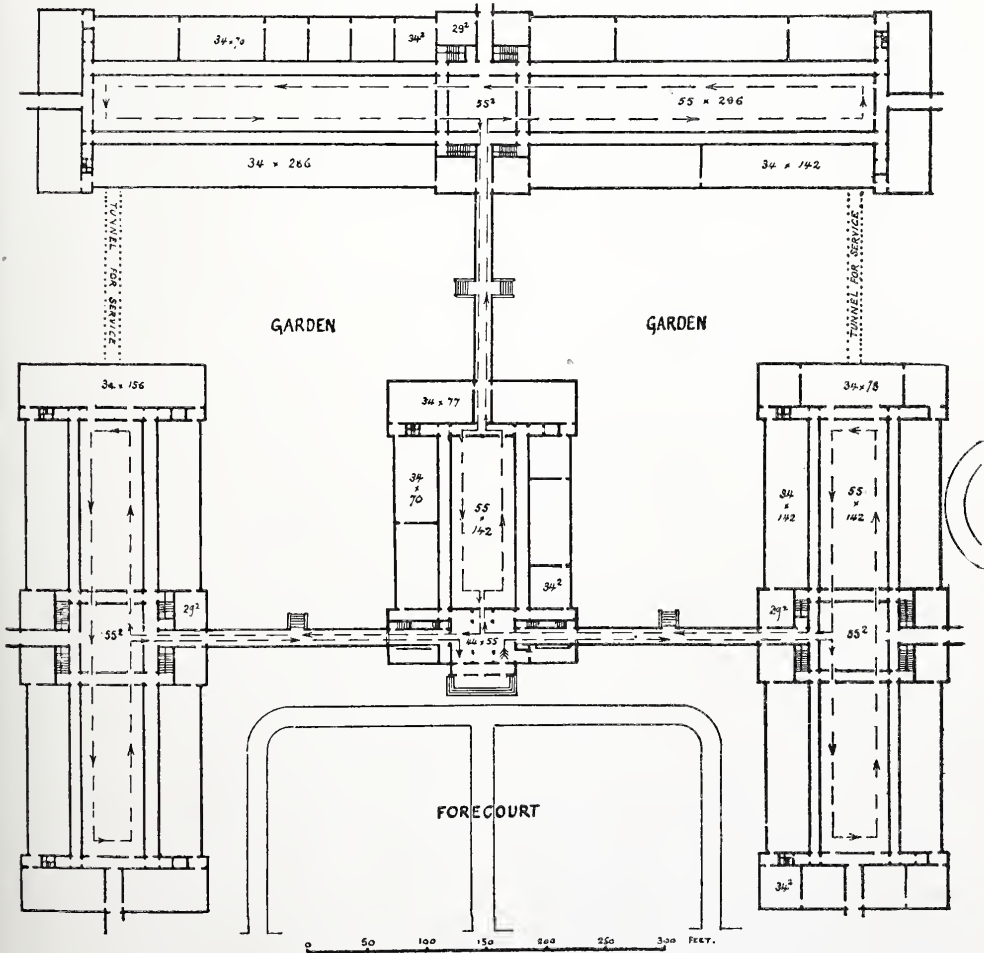 34 × 70
34²
29²
55²
55 × 286
34 × 286
34 × 142
TUNNEL FOR SERVICE
TUNNEL FOR SERVICE
GARDEN
GARDEN
34 × 156
34 × 77
34 × 78
34 × 70
55 × 142
34 × 142
55 × 142
34²
29²
55²
44 × 55
29²
55²
FORECOURT
34²
0 50 100 150 200 250 300 FEET.